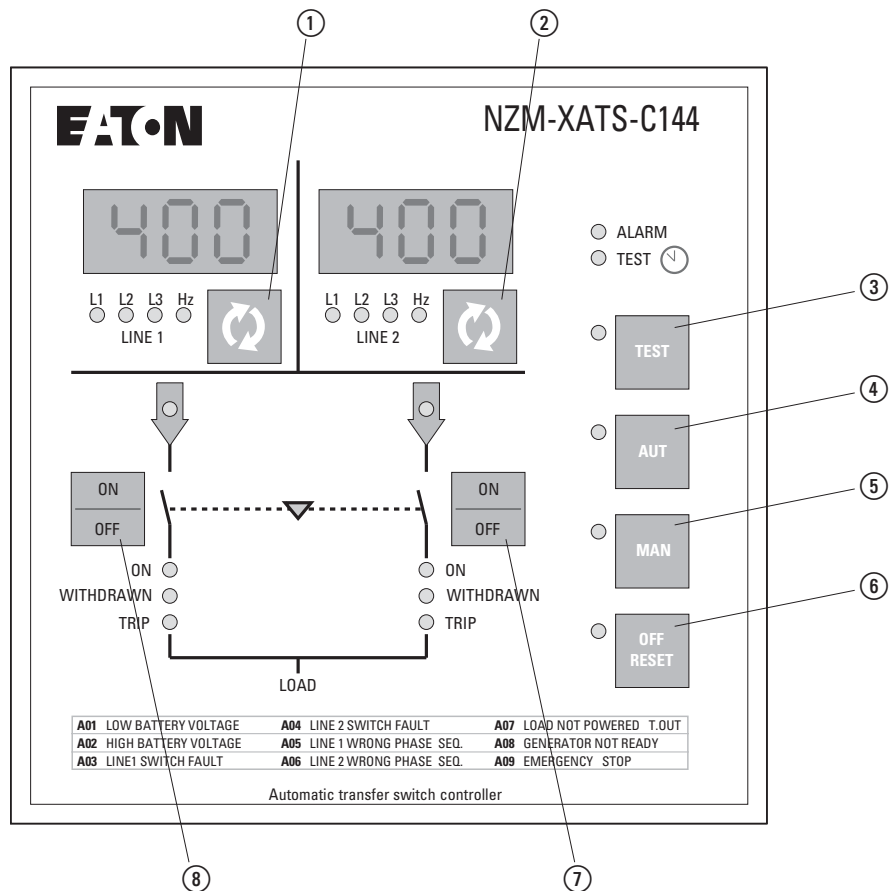 1 2
EATON NZM-XATS-C144
400 400
ALARM
TEST
L1 L2 L3 Hz L1 L2 L3 Hz
LINE 1 LINE 2
3
TEST
4
AUT
5
MAN
6
OFF
RESET
ON ON
OFF OFF
ON ON
WITHDRAWN WITHDRAWN
TRIP TRIP
LOAD
A01 LOW BATTERY VOLTAGE A04 LINE 2 SWITCH FAULT A07 LOAD NOT POWERED T.OUT
A02 HIGH BATTERY VOLTAGE A05 LINE 1 WRONG PHASE SEQ. A08 GENERATOR NOT READY
A03 LINE1 SWITCH FAULT A06 LINE 2 WRONG PHASE SEQ. A09 EMERGENCY STOP
Automatic transfer switch controller
8 7